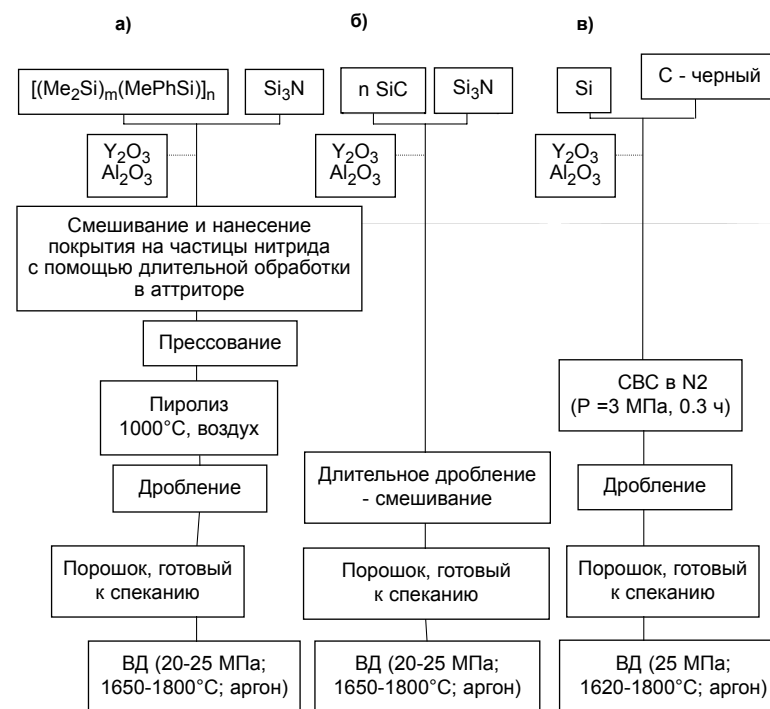 а)
б)
в)
[(Me₂Si)ₘ(MePhSi)]ₙ
Si₃N
n SiC
Si₃N
Si
С - черный
Y₂O₃
Al₂O₃
Y₂O₃
Al₂O₃
Y₂O₃
Al₂O₃
Смешивание и нанесение
покрытия на частицы нитрида
с помощью длительной обработки
в аттриторе
Прессование
Пиролиз
1000°С, воздух
Дробление
Порошок, готовый
к спеканию
ВД (20-25 МПа;
1650-1800°С; аргон)
Длительное дробление
- смешивание
Порошок, готовый
к спеканию
ВД (20-25 МПа;
1650-1800°С; аргон)
СВС в N2
(Р =3 МПа, 0.3 ч)
Дробление
Порошок, готовый
к спеканию
ВД (25 МПа;
1620-1800°С; аргон)